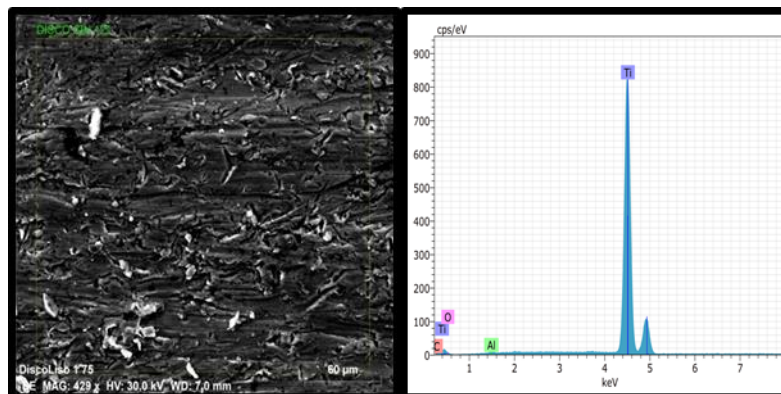 DiscoLiso 1 75
60 µm
MAG: 429 x HV: 30.0 kV WD: 7.0 mm
cps/eV
900
800
700
600
500
400
300
200
100
0
Ti
O
Ti
C
Al
1 2 3 4 5 6 7
keV